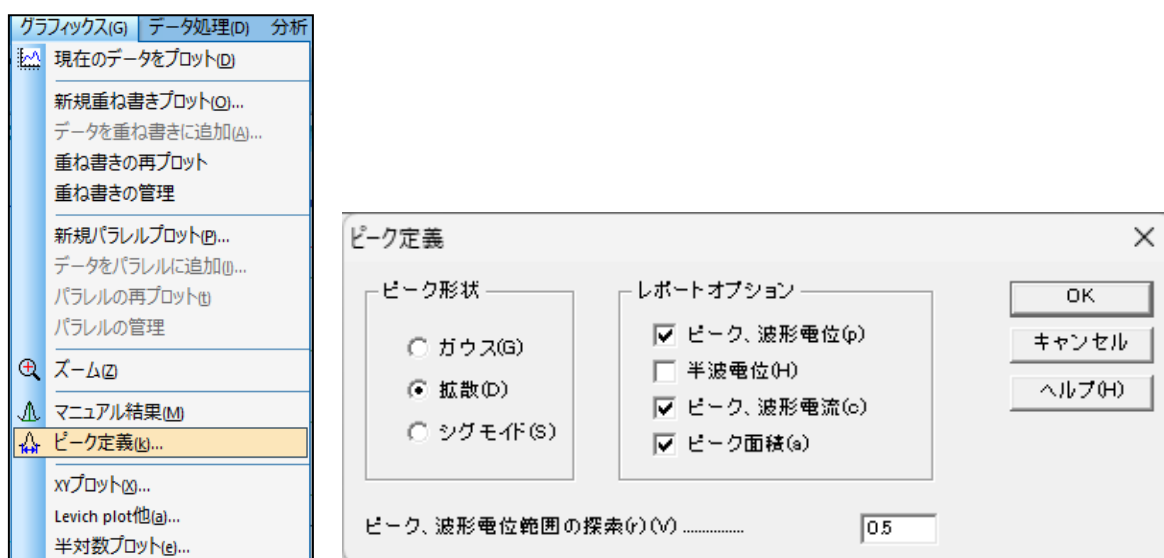 グラフィックス(G) データ処理(D) 分析
現在のデータをプロット(D)
新規重ね書きプロット(O)...
データを重ね書きに追加(A)...
重ね書きの再プロット
重ね書きの管理
新規パラレルプロット(P)...
データをパラレルに追加(I)...
パラレルの再プロット(t)
パラレルの管理
ズーム(Z)
マニュアル結果(M)
ピーク定義(k)...
XYプロット(X)...
Levich plot他(a)...
半対数プロット(e)...
ピーク定義
ピーク形状
ガウス(G)
拡散(D)
シグモイド(S)
レポートオプション
ピーク、波形電位(p)
半波電位(H)
ピーク、波形電流(c)
ピーク面積(a)
OK
キャンセル
ヘルプ(H)
ピーク、波形電位範囲の探索(r)(V) ............... 0.5